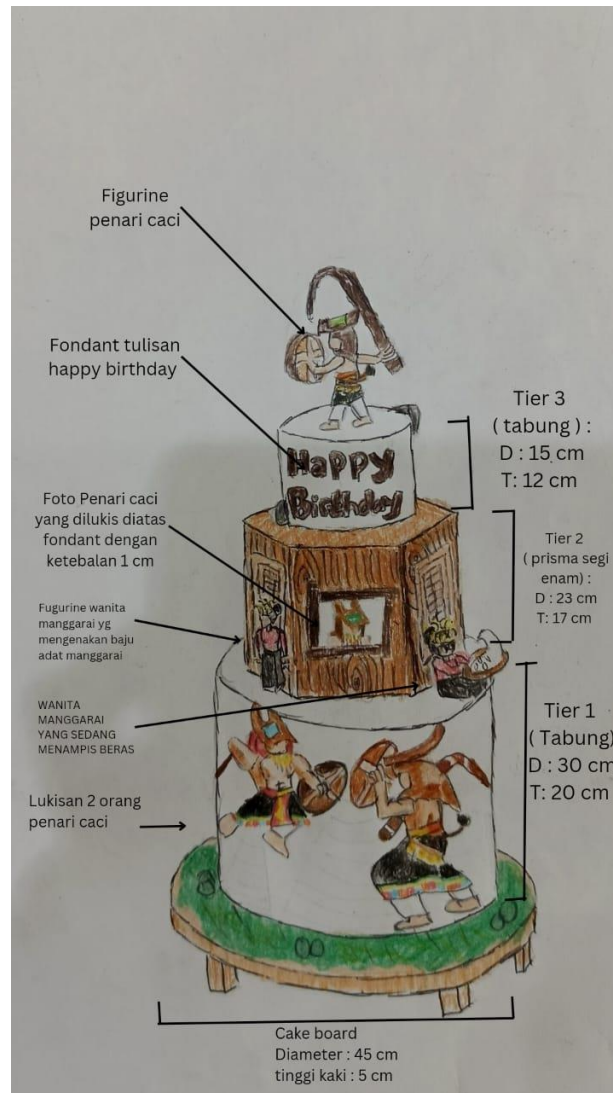 Figurine
penari caci
Fondant tulisan
happy birthday
Happy
Birthday
Tier 3
( tabung ) :
D : 15 cm
T: 12 cm
Foto Penari caci
yang dilukis diatas
fondant dengan
ketebalan 1 cm
Tier 2
( prisma segi
enam) :
D : 23 cm
T: 17 cm
Fugurine wanita
manggarai yg
mengenakan baju
adat manggarai
WANITA
MANGGARAI
YANG SEDANG
MENAMPIS BERAS
Tier 1
( Tabung)
D : 30 cm
T: 20 cm
Lukisan 2 orang
penari caci
Cake board
Diameter : 45 cm
tinggi kaki : 5 cm